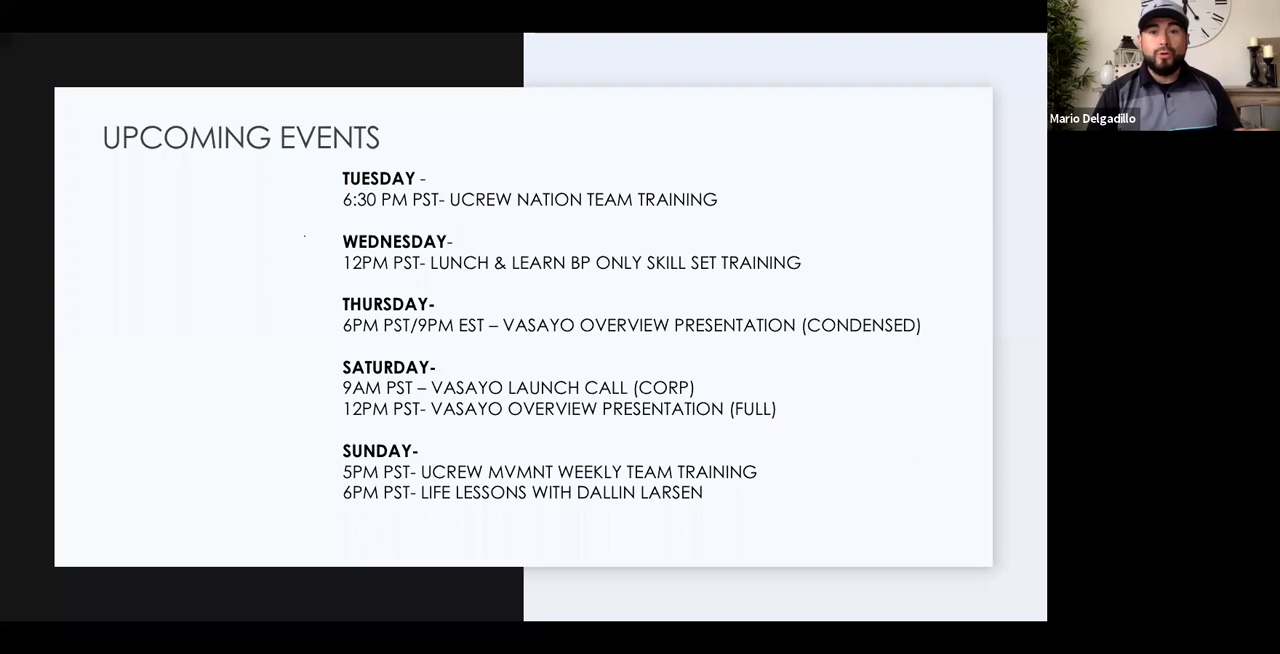 UPCOMING EVENTS
TUESDAY -
6:30 PM PST- UCREW NATION TEAM TRAINING
WEDNESDAY-
12PM PST- LUNCH & LEARN BP ONLY SKILL SET TRAINING
THURSDAY-
6PM PST/9PM EST – VASAYO OVERVIEW PRESENTATION (CONDENSED)
SATURDAY-
9AM PST – VASAYO LAUNCH CALL (CORP)
12PM PST- VASAYO OVERVIEW PRESENTATION (FULL)
SUNDAY-
5PM PST- UCREW MVMNT WEEKLY TEAM TRAINING
6PM PST- LIFE LESSONS WITH DALLIN LARSEN
Mario Delgadillo